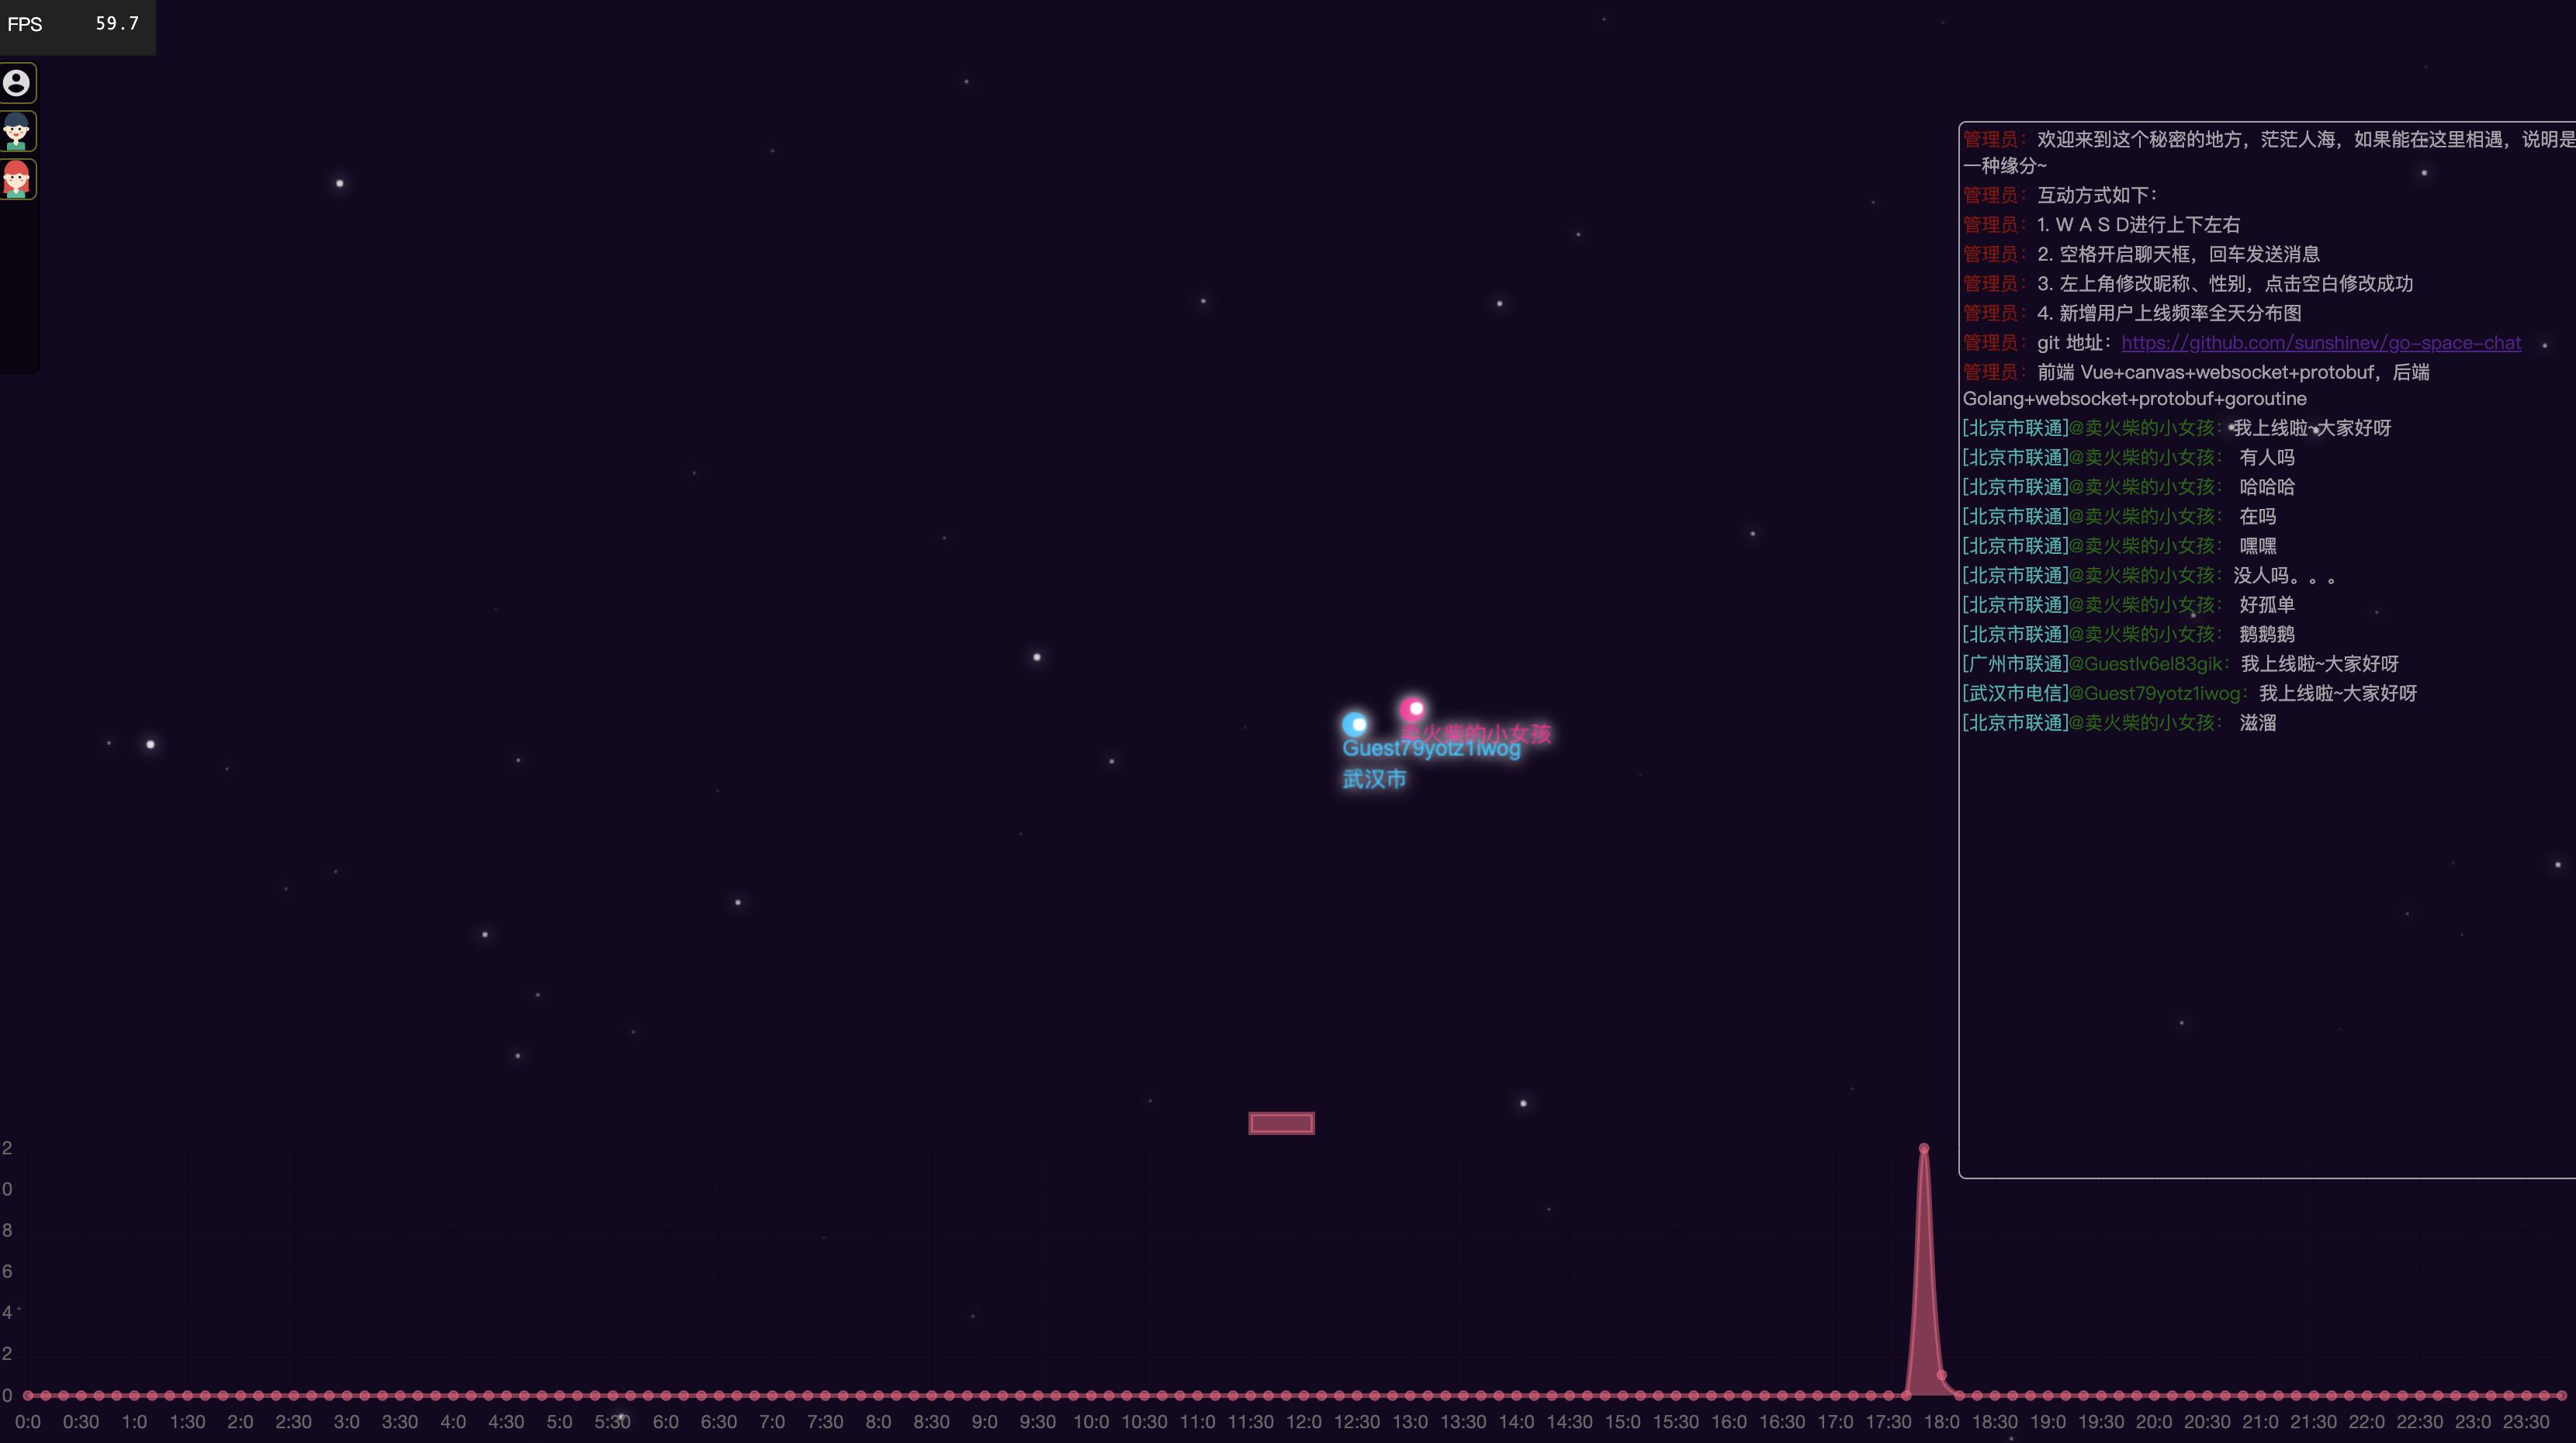 FPS 59.7
管理员：欢迎来到这个秘密的地方，茫茫人海，如果能在这里相遇，说明是
一种缘分~
管理员：互动方式如下：
管理员：1. W A S D进行上下左右
管理员：2. 空格开启聊天框，回车发送消息
管理员：3. 左上角修改昵称、性别，点击空白修改成功
管理员：4. 新增用户上线频率全天分布图
管理员：git 地址：https://github.com/sunshinev/go-space-chat
管理员：前端 Vue+canvas+websocket+protobuf，后端
Golang+websocket+protobuf+goroutine
[北京市联通]@卖火柴的小女孩：我上线啦~大家好呀
[北京市联通]@卖火柴的小女孩：有人吗
[北京市联通]@卖火柴的小女孩：哈哈哈
[北京市联通]@卖火柴的小女孩：在吗
[北京市联通]@卖火柴的小女孩：嘿嘿
[北京市联通]@卖火柴的小女孩：没人吗。。。
[北京市联通]@卖火柴的小女孩：好孤单
[北京市联通]@卖火柴的小女孩：鹅鹅鹅
[广州市联通]@Guestlv6el83gik：我上线啦~大家好呀
[武汉市电信]@Guest79yotz1iwog：我上线啦~大家好呀
[北京市联通]@卖火柴的小女孩：滋溜
卖火柴的小女孩
Guest79yotz1iwog
武汉市
2
0
8
6
4
2
0
0:0 0:30 1:0 1:30 2:0 2:30 3:0 3:30 4:0 4:30 5:0 5:30 6:0 6:30 7:0 7:30 8:0 8:30 9:0 9:30 10:0 10:30 11:0 11:30 12:0 12:30 13:0 13:30 14:0 14:30 15:0 15:30 16:0 16:30 17:0 17:30 18:0 18:30 19:0 19:30 20:0 20:30 21:0 21:30 22:0 22:30 23:0 23:30